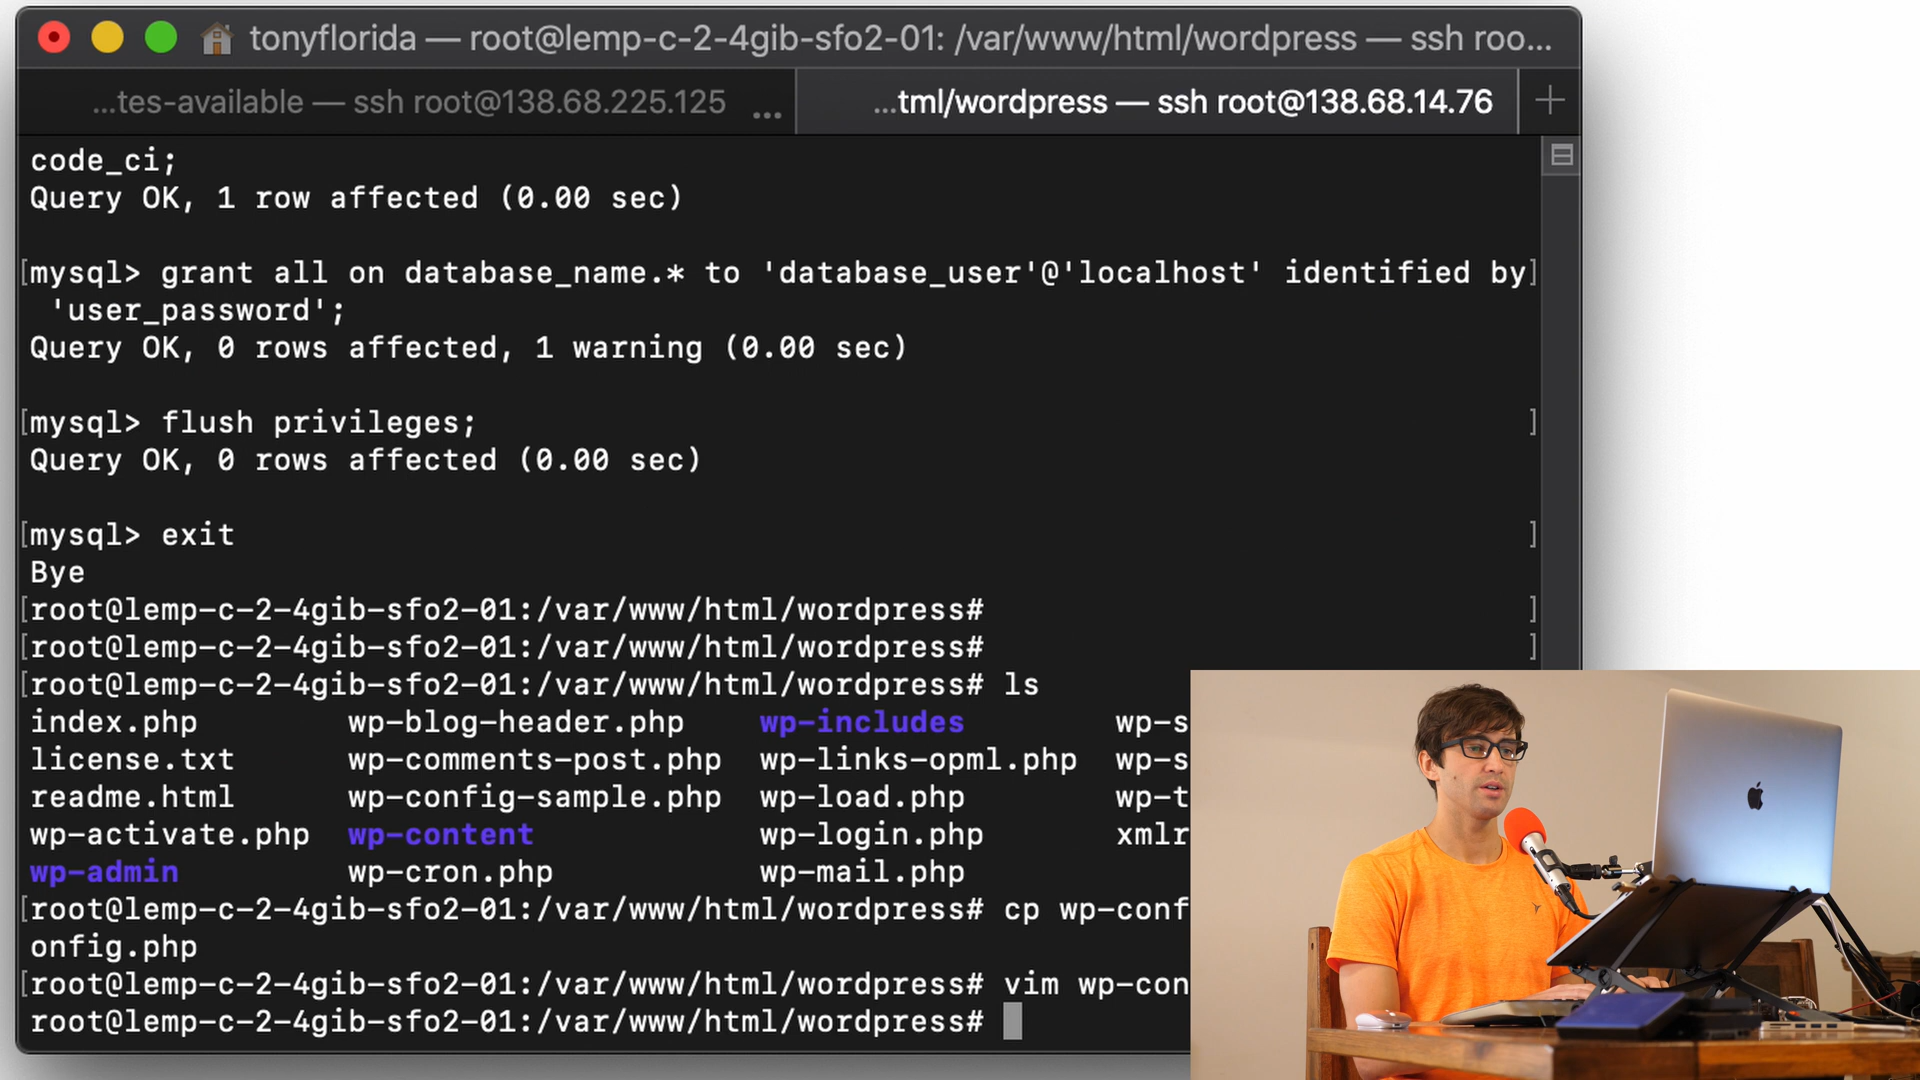 tonyflorida — root@lemp-c-2-4gib-sfo2-01: /var/www/html/wordpress — ssh roo...
...tes-available — ssh root@138.68.225.125 ...
...tml/wordpress — ssh root@138.68.14.76
code_ci;
Query OK, 1 row affected (0.00 sec)
[mysql> grant all on database_name.* to 'database_user'@'localhost' identified by]
'user_password';
Query OK, 0 rows affected, 1 warning (0.00 sec)
[mysql> flush privileges; ]
Query OK, 0 rows affected (0.00 sec)
[mysql> exit ]
Bye
[root@lemp-c-2-4gib-sfo2-01:/var/www/html/wordpress# ]
[root@lemp-c-2-4gib-sfo2-01:/var/www/html/wordpress# ]
[root@lemp-c-2-4gib-sfo2-01:/var/www/html/wordpress# ls
index.php wp-blog-header.php wp-includes wp-s
license.txt wp-comments-post.php wp-links-opml.php wp-s
readme.html wp-config-sample.php wp-load.php wp-t
wp-activate.php wp-content wp-login.php xmlr
wp-admin wp-cron.php wp-mail.php
[root@lemp-c-2-4gib-sfo2-01:/var/www/html/wordpress# cp wp-conf
onfig.php
[root@lemp-c-2-4gib-sfo2-01:/var/www/html/wordpress# vim wp-con
root@lemp-c-2-4gib-sfo2-01:/var/www/html/wordpress#